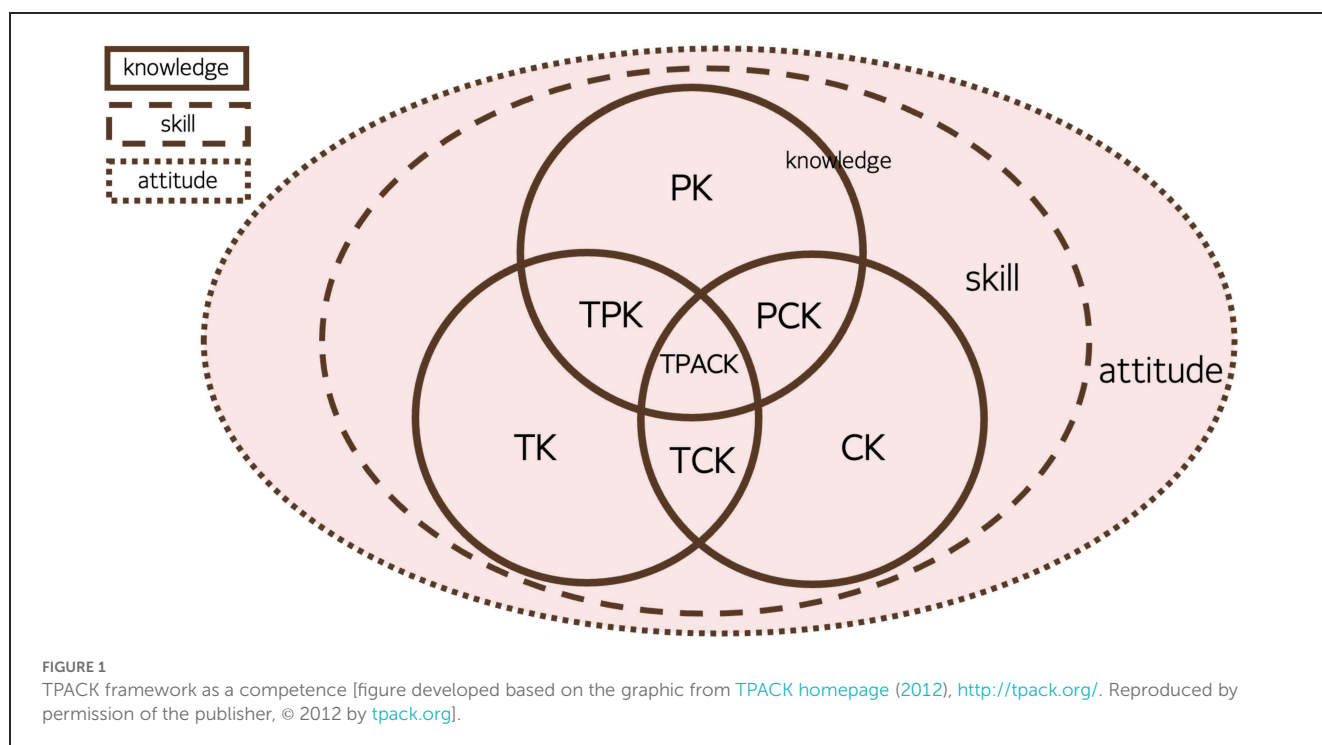 knowledge
skill
attitude
PK
knowledge
skill
TPK
PCK
TPACK
attitude
TK
TCK
CK
FIGURE 1
TPACK framework as a competence [figure developed based on the graphic from TPACK homepage (2012), http://tpack.org/. Reproduced by
permission of the publisher, © 2012 by tpack.org].